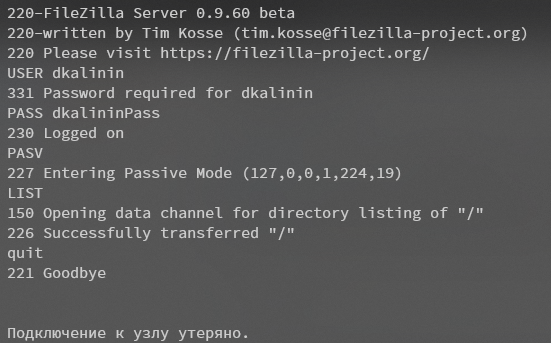 220-FileZilla Server 0.9.60 beta
220-written by Tim Kosse (tim.kosse@filezilla-project.org)
220 Please visit https://filezilla-project.org/
USER dkalinin
331 Password required for dkalinin
PASS dkalininPass
230 Logged on
PASV
227 Entering Passive Mode (127,0,0,1,224,19)
LIST
150 Opening data channel for directory listing of "/"
226 Successfully transferred "/"
quit
221 Goodbye
Подключение к узлу утеряно.